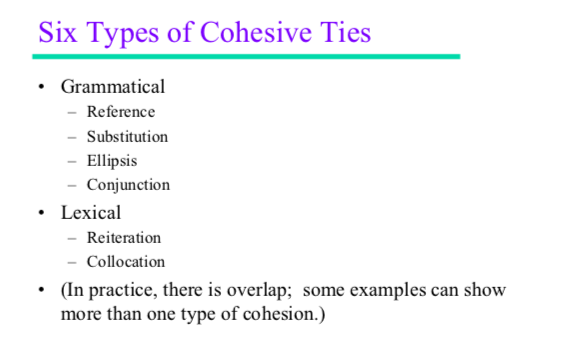 Six Types of Cohesive Ties
• Grammatical
– Reference
– Substitution
– Ellipsis
– Conjunction
• Lexical
– Reiteration
– Collocation
• (In practice, there is overlap; some examples can show
more than one type of cohesion.)